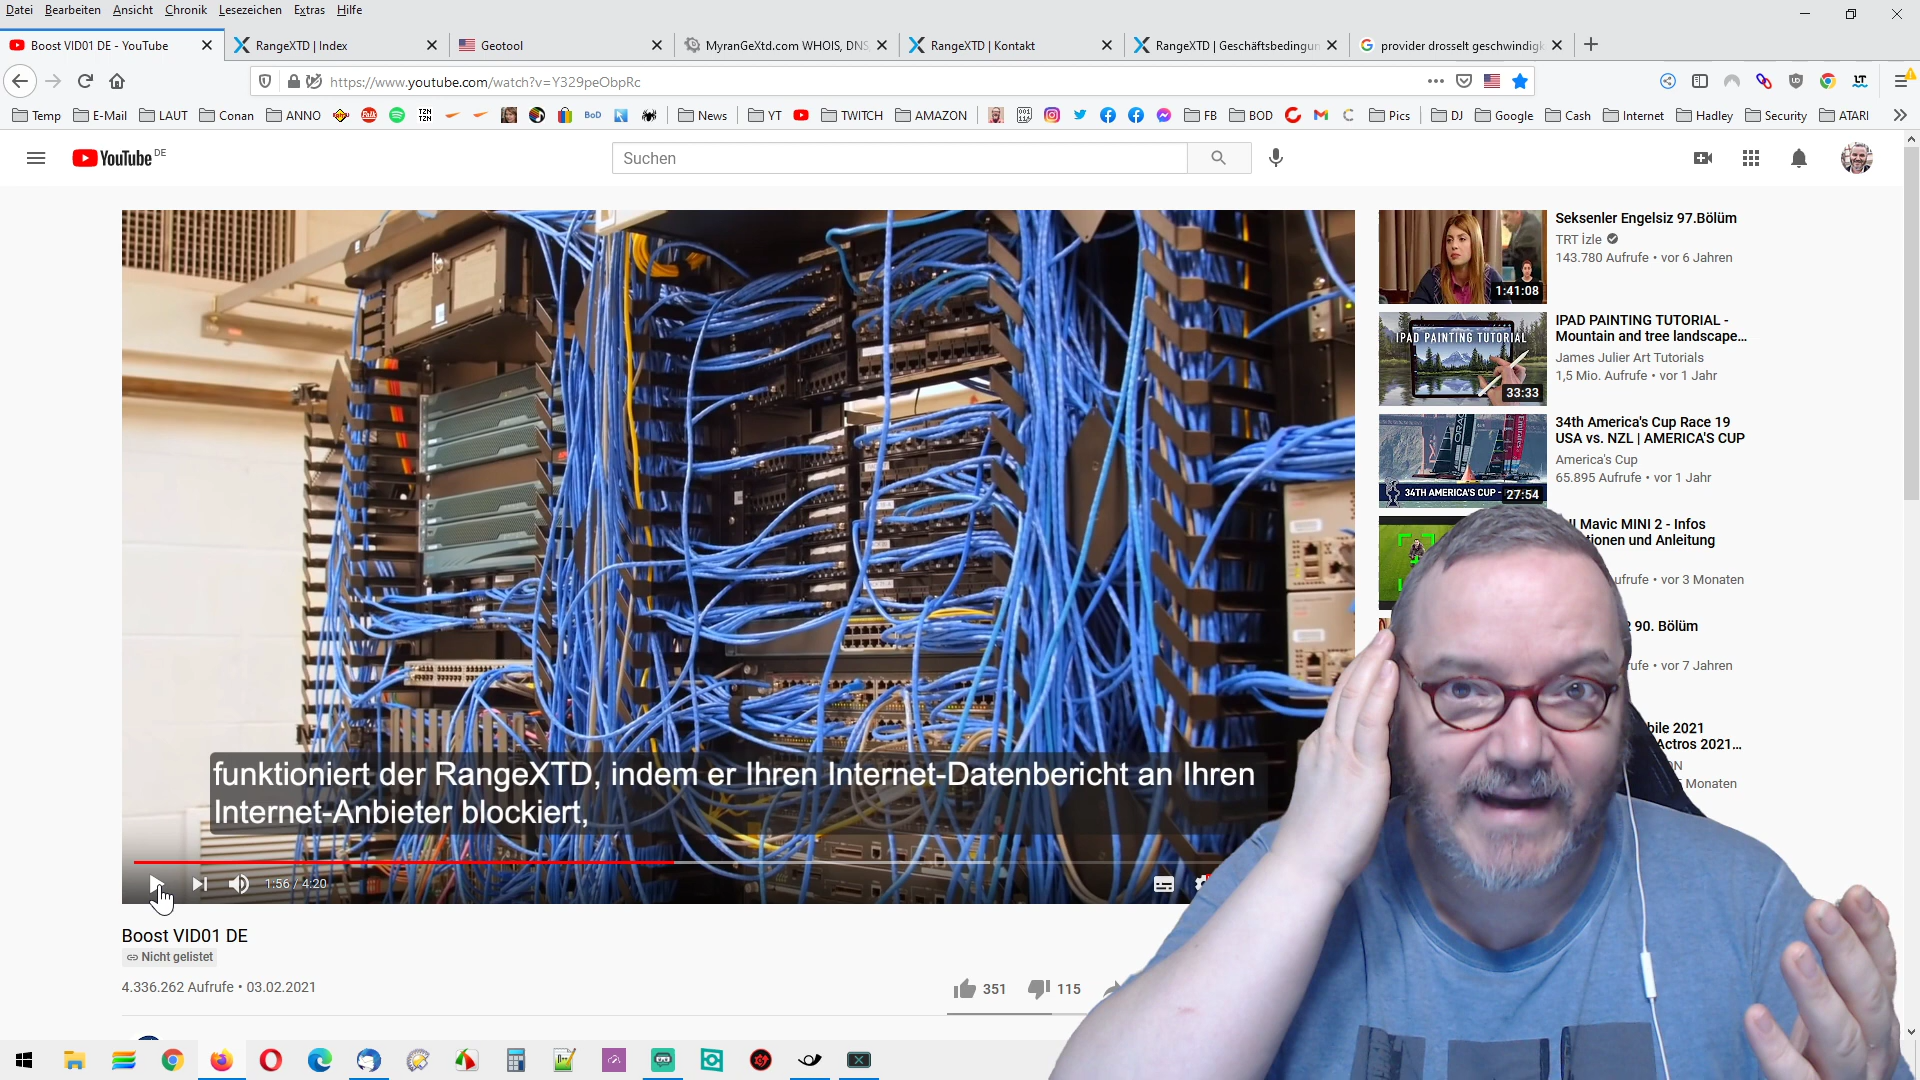 Datei Bearbeiten Ansicht Chronik Lesezeichen Extras Hilfe
Boost VID01 DE - YouTube
RangeXTD | Index
Geotool
MyranGeXtd.com WHOIS, DNS,
RangeXTD | Kontakt
RangeXTD | Geschäftsbedingun
provider drosselt geschwindigk
https://www.youtube.com/watch?v=Y329peObpRc
Temp E-Mail LAUT Conan ANNO BoD News YT TWITCH AMAZON FB BOD Pics DJ Google Cash Internet Hadley Security ATARI
YouTube DE
Suchen
Seksenler Engelsiz 97.Bölüm
TRT İzle
143.780 Aufrufe • vor 6 Jahren
1:41:08
IPAD PAINTING TUTORIAL -
Mountain and tree landscape...
James Julier Art Tutorials
1,5 Mio. Aufrufe • vor 1 Jahr
IPAD PAINTING TUTORIAL
33:33
34th America's Cup Race 19
USA vs. NZL | AMERICA'S CUP
America's Cup
65.895 Aufrufe • vor 1 Jahr
34TH AMERICA'S CUP -
27:54
Mavic MINI 2 - Infos
tionen und Anleitung
ufrufe • vor 3 Monaten
90. Bölüm
rufe • vor 7 Jahren
bile 2021
Actros 2021...
Monaten
funktioniert der RangeXTD, indem er Ihren Internet-Datenbericht an Ihren
Internet-Anbieter blockiert,
1:56 / 4:20
Boost VID01 DE
Nicht gelistet
4.336.262 Aufrufe • 03.02.2021
351 115